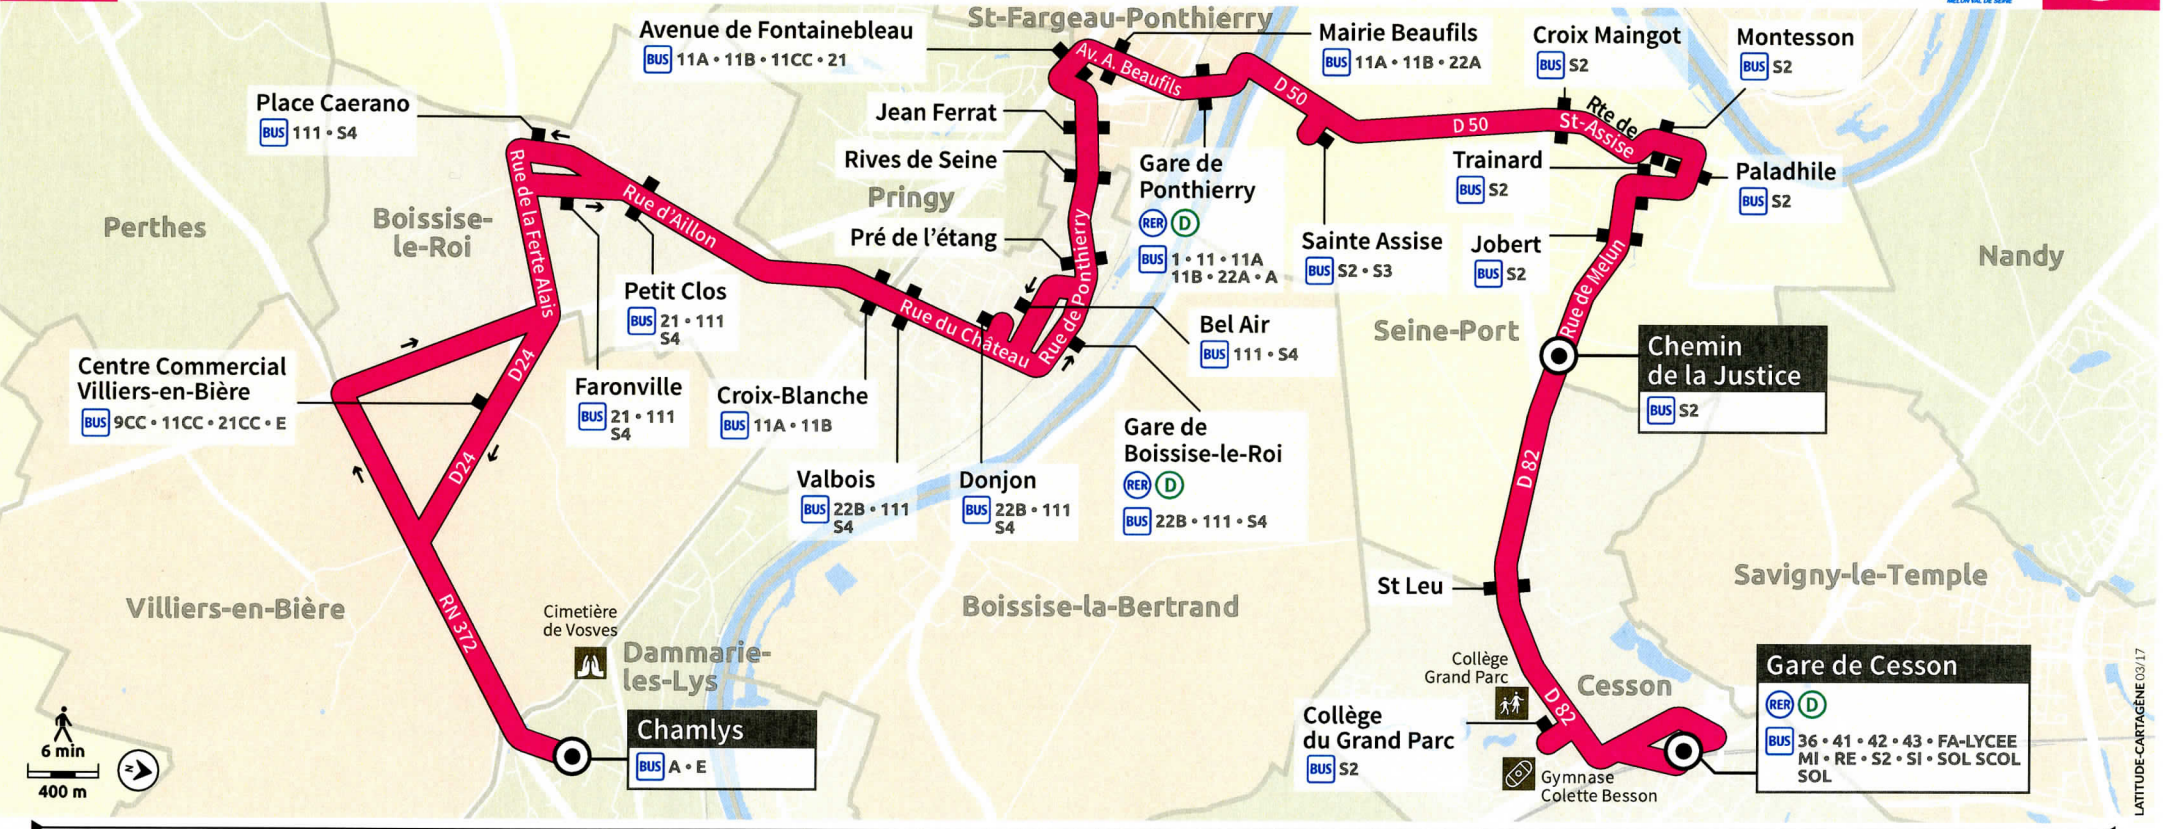 St-Fargeau-Ponthierry
Avenue de Fontainebleau
BUS 11A • 11B • 11CC • 21
Av. A. Beaufils
Mairie Beaufils
BUS 11A • 11B • 22A
Croix Maingot
BUS S2
Montesson
BUS S2
Place Caerano
BUS 111 • S4
Jean Ferrat
Rives de Seine
Pringy
Pré de l'étang
D 50
D 50
Rte de
St-Assise
Gare de
Ponthierry
RER D
BUS 1 • 11 • 11A
11B • 22A • A
Trainard
BUS S2
Paladhile
BUS S2
Perthes
Boissise-
le-Roi
Rue de la Ferte Alais
Rue d'Aillon
Sainte Assise
BUS S2 • S3
Jobert
BUS S2
Rue de Melun
Nandy
Petit Clos
BUS 21 • 111
S4
Rue du Château
Rue de Ponthierry
Bel Air
BUS 111 • S4
Seine-Port
Chemin
de la Justice
BUS S2
Centre Commercial
Villiers-en-Bière
BUS 9CC • 11CC • 21CC • E
D24
D24
Faronville
BUS 21 • 111
S4
Croix-Blanche
BUS 11A • 11B
Gare de
Boissise-le-Roi
RER D
BUS 22B • 111 • S4
Valbois
BUS 22B • 111
S4
Donjon
BUS 22B • 111
S4
D 82
Villiers-en-Bière
RN 372
Cimetière
de Vosves
Dammarie-
les-Lys
Boissise-la-Bertrand
St Leu
Savigny-le-Temple
Collège
Grand Parc
D 82
Cesson
Gare de Cesson
RER D
BUS 36 • 41 • 42 • 43 • FA-LYCEE
MI • RE • S2 • SI • SOL SCOL
SOL
Chamlys
BUS A • E
Collège
du Grand Parc
BUS S2
Gymnase
Colette Besson
6 min
400 m
N
LATITUDE-CARTAGÈNE 03/17